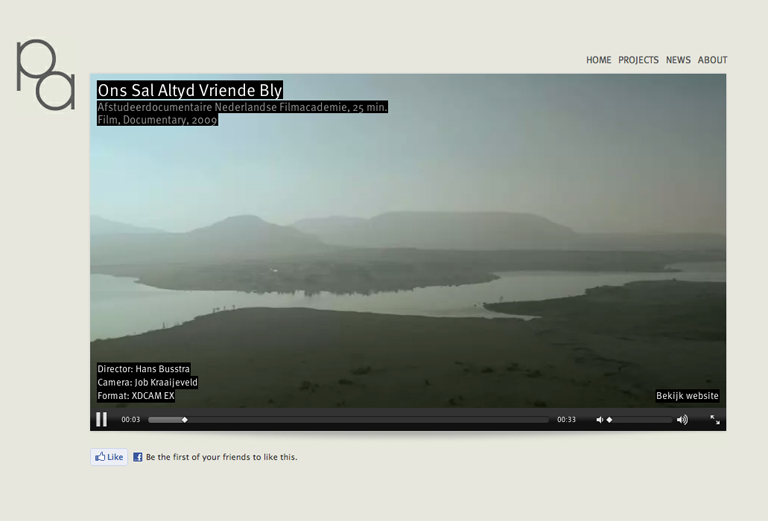 pa
HOME PROJECTS NEWS ABOUT
Ons Sal Altyd Vriende Bly
Afstudeerdocumentaire Nederlandse Filmacademie, 25 min.
Film, Documentary, 2009
Director: Hans Busstra
Camera: Job Kraaijeveld
Format: XDCAM EX
Bekijk website
00:03 00:33
Like f Be the first of your friends to like this.